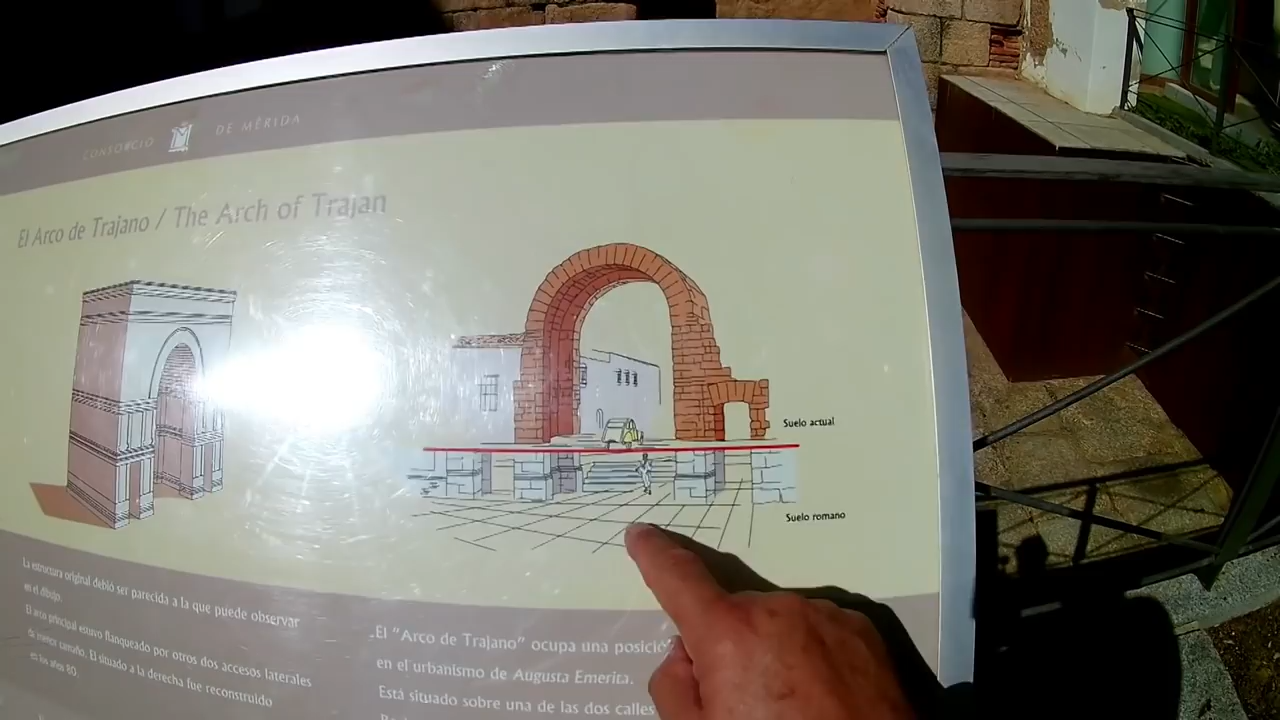 CONSORCIO DE MÉRIDA
El Arco de Trajano / The Arch of Trajan
Suelo actual
Suelo romano
La estructura original debió ser parecida a la que puede observar
en el dibujo.
El arco principal estuvo flanqueado por otros dos accesos laterales
de menor tamaño. El situado a la derecha fue reconstruido
en los años 80.
El "Arco de Trajano" ocupa una posició
en el urbanismo de Augusta Emerita.
Está situado sobre una de las dos calles